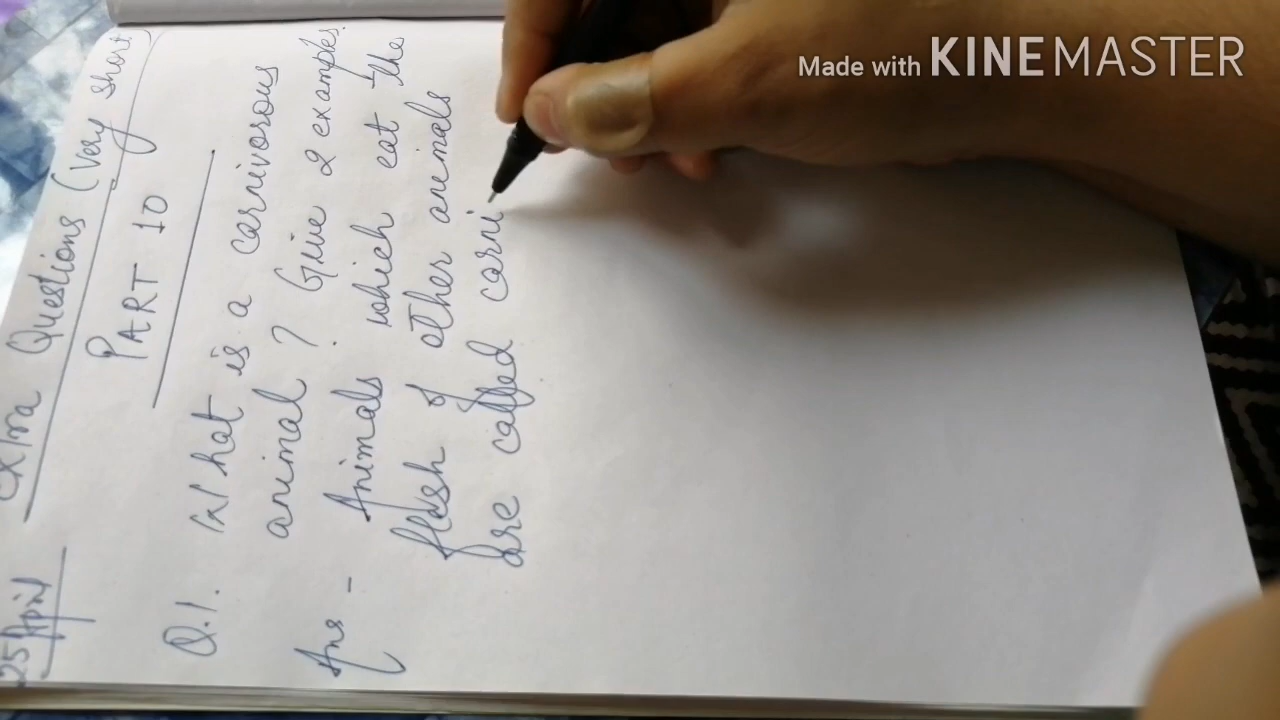 25 April
Extra Questions (Very short)
PART 10
Q.1. What is a carnivorous
animal? Give 2 examples.
Ans - Animals which eat the
flesh of other animals
are called carni
Made with KINEMASTER